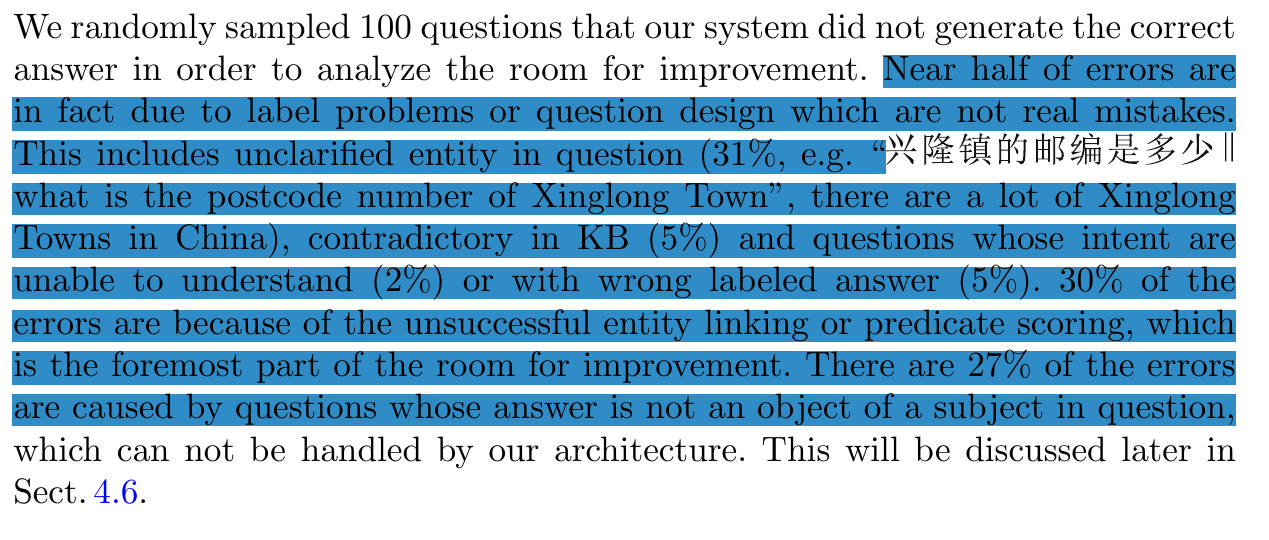 We randomly sampled 100 questions that our system did not generate the correct
answer in order to analyze the room for improvement. Near half of errors are
in fact due to label problems or question design which are not real mistakes.
This includes unclarified entity in question (31%, e.g. “兴隆镇的邮编是多少 ∥
what is the postcode number of Xinglong Town”, there are a lot of Xinglong
Towns in China), contradictory in KB (5%) and questions whose intent are
unable to understand (2%) or with wrong labeled answer (5%). 30% of the
errors are because of the unsuccessful entity linking or predicate scoring, which
is the foremost part of the room for improvement. There are 27% of the errors
are caused by questions whose answer is not an object of a subject in question,
which can not be handled by our architecture. This will be discussed later in
Sect. 4.6.